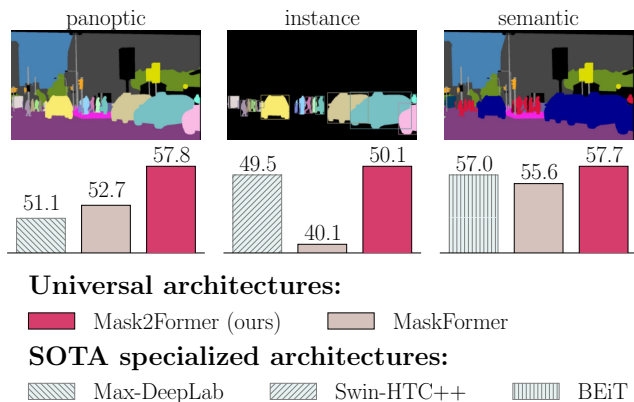 panoptic instance semantic
57.8 50.1 57.7
51.1 52.7 49.5 40.1 57.0 55.6
Universal architectures:
Mask2Former (ours) MaskFormer
SOTA specialized architectures:
Max-DeepLab Swin-HTC++ BEiT